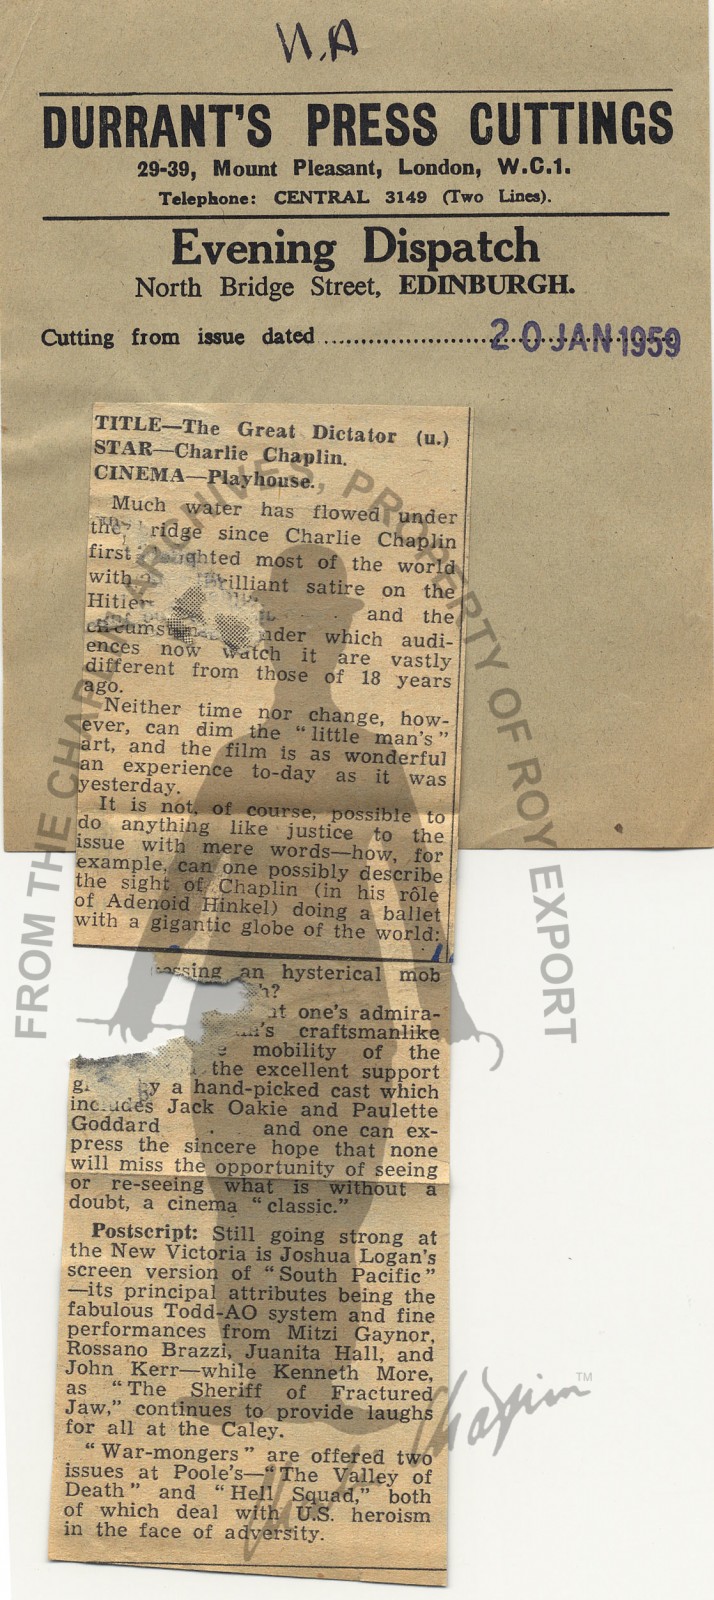 N.A
DURRANT'S PRESS CUTTINGS
29-39, Mount Pleasant, London, W.C.1.
Telephone: CENTRAL 3149 (Two Lines).
Evening Dispatch
North Bridge Street, EDINBURGH.
Cutting from issue dated 20 JAN 1959
TITLE—The Great Dictator (u.)
STAR—Charlie Chaplin.
CINEMA—Playhouse.
Much water has flowed under
the ridge since Charlie Chaplin
first ghted most of the world
with rilliant satire on the
Hitler and the
circumst nder which audi-
ences now watch it are vastly
different from those of 18 years
ago.
Neither time nor change, how-
ever, can dim the "little man's"
art, and the film is as wonderful
an experience to-day as it was
yesterday.
It is not, of course, possible to
do anything like justice to the
issue with mere words—how, for
example, can one possibly describe
the sight of Chaplin (in his rôle
of Adenoid Hinkel) doing a ballet
with a gigantic globe of the world:
essing an hysterical mob
h?
at one's admira-
n's craftsmanlike
e mobility of the
the excellent support
gi y a hand-picked cast which
includes Jack Oakie and Paulette
Goddard . and one can ex-
press the sincere hope that none
will miss the opportunity of seeing
or re-seeing what is without a
doubt, a cinema "classic."
Postscript: Still going strong at
the New Victoria is Joshua Logan's
screen version of "South Pacific"
—its principal attributes being the
fabulous Todd-AO system and fine
performances from Mitzi Gaynor,
Rossano Brazzi, Juanita Hall, and
John Kerr—while Kenneth More,
as "The Sheriff of Fractured
Jaw," continues to provide laughs
for all at the Caley.
"War-mongers" are offered two
issues at Poole's—"The Valley of
Death" and "Hell Squad," both
of which deal with U.S. heroism
in the face of adversity.
FROM THE CHAPLIN ARCHIVES, PROPERTY OF ROY EXPORT
Charlie Chaplin TM